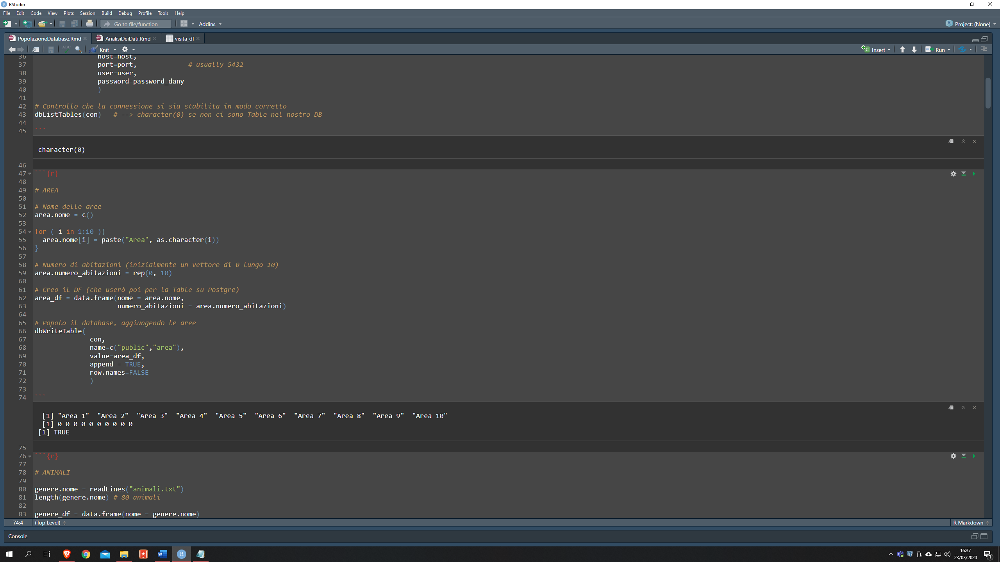 RStudio
File Edit Code View Plots Session Build Debug Profile Tools Help
Go to file/function Addins Project: (None)
PopolazioneDatabase.Rmd AnalisiDeiDati.Rmd visita_df
ABC Knit Insert Run
36 host=host,
37 port=port, # usually 5432
38 user=user,
39 password=password_dany
40 )
41
42 # Controllo che la connessione si sia stabilita in modo corretto
43 dbListTables(con) # --> character(0) se non ci sono Table nel nostro DB
44
45 ```
character(0)
46
47 ```{r}
48
49 # AREA
50
51 # Nome delle aree
52 area.nome = c()
53
54 for ( i in 1:10 ){
55 area.nome[i] = paste("Area", as.character(i))
56 }
57
58 # Numero di abitazioni (inizialmente un vettore di 0 lungo 10)
59 area.numero_abitazioni = rep(0, 10)
60
61 # Creo il DF (che userò poi per la Table su Postgre)
62 area_df = data.frame(nome = area.nome,
63 numero_abitazioni = area.numero_abitazioni)
64
65 # Popolo il database, aggiungendo le aree
66 dbWriteTable(
67 con,
68 name=c("public","area"),
69 value=area_df,
70 append = TRUE,
71 row.names=FALSE
72 )
73
74 ```
[1] "Area 1" "Area 2" "Area 3" "Area 4" "Area 5" "Area 6" "Area 7" "Area 8" "Area 9" "Area 10"
[1] 0 0 0 0 0 0 0 0 0 0
[1] TRUE
75
76 ```{r}
77
78 # ANIMALI
79
80 genere.nome = readLines("animali.txt")
81 length(genere.nome) # 80 animali
82
83 genere_df = data.frame(nome = genere.nome)
74:4 (Top Level) R Markdown
Console
16:37
23/03/2020